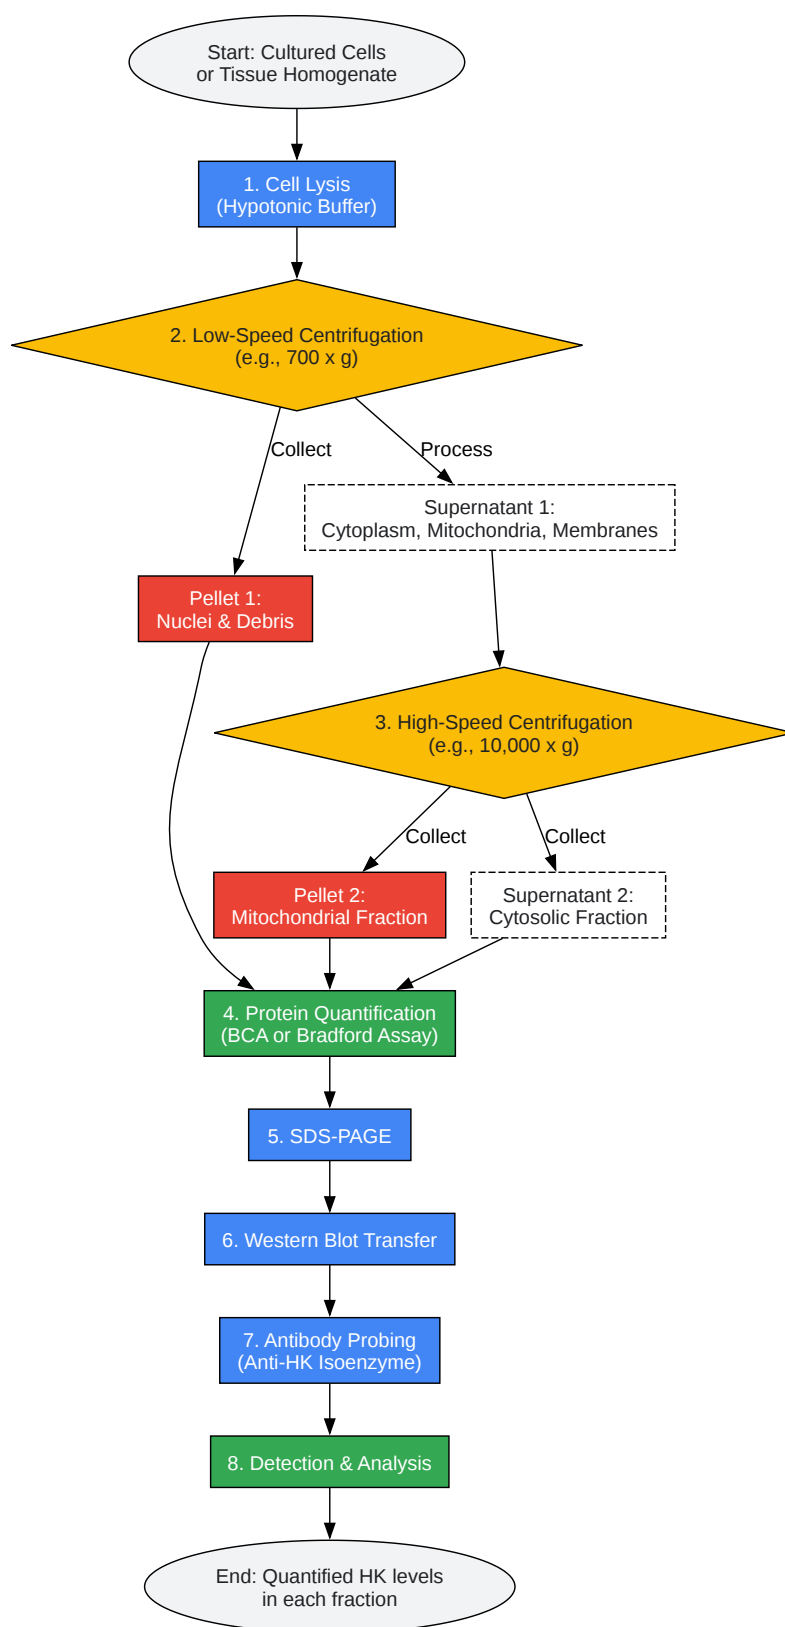 Start: Cultured Cells
or Tissue Homogenate
1. Cell Lysis
(Hypotonic Buffer)
2. Low-Speed Centrifugation
(e.g., 700 x g)
Collect
Process
Supernatant 1:
Cytoplasm, Mitochondria, Membranes
Pellet 1:
Nuclei & Debris
3. High-Speed Centrifugation
(e.g., 10,000 x g)
Collect
Collect
Pellet 2:
Mitochondrial Fraction
Supernatant 2:
Cytosolic Fraction
4. Protein Quantification
(BCA or Bradford Assay)
5. SDS-PAGE
6. Western Blot Transfer
7. Antibody Probing
(Anti-HK Isoenzyme)
8. Detection & Analysis
End: Quantified HK levels
in each fraction